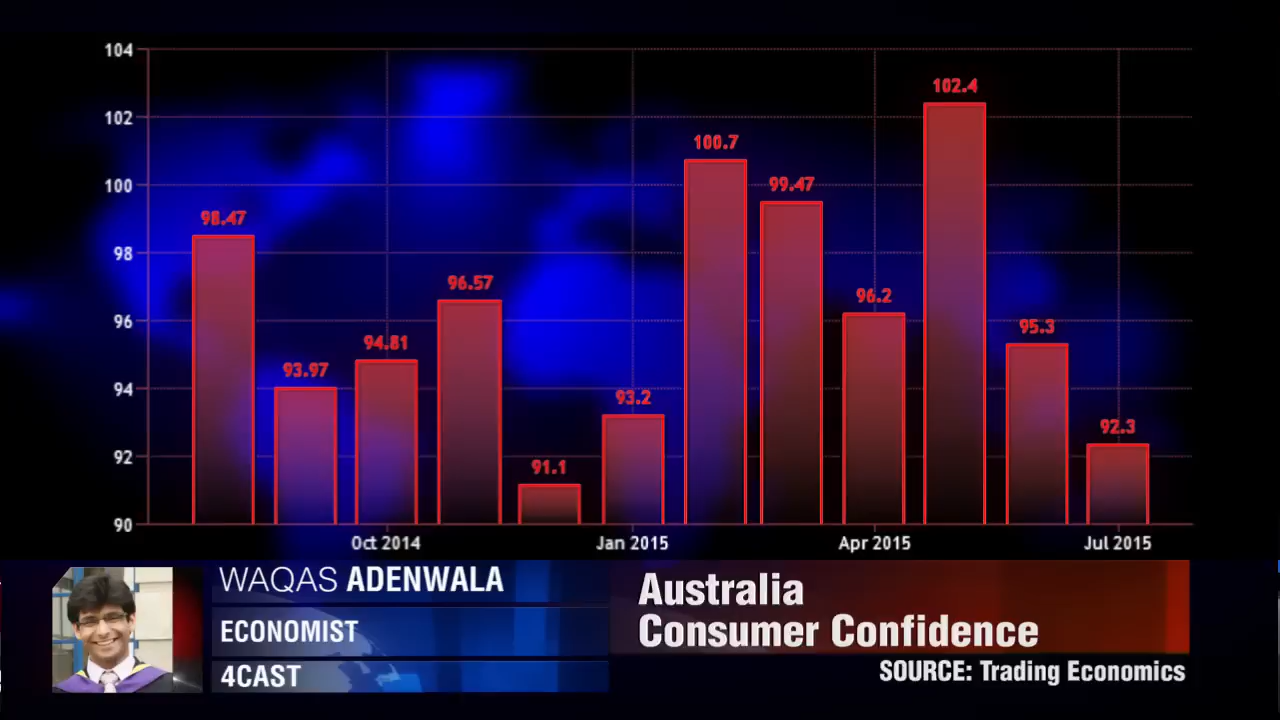 104
102
100
98
96
94
92
90
98.47
93.97
94.81
96.57
91.1
93.2
100.7
99.47
96.2
102.4
95.3
92.3
Oct 2014
Jan 2015
Apr 2015
Jul 2015
WAQAS ADENWALA
ECONOMIST
4CAST
Australia
Consumer Confidence
SOURCE: Trading Economics